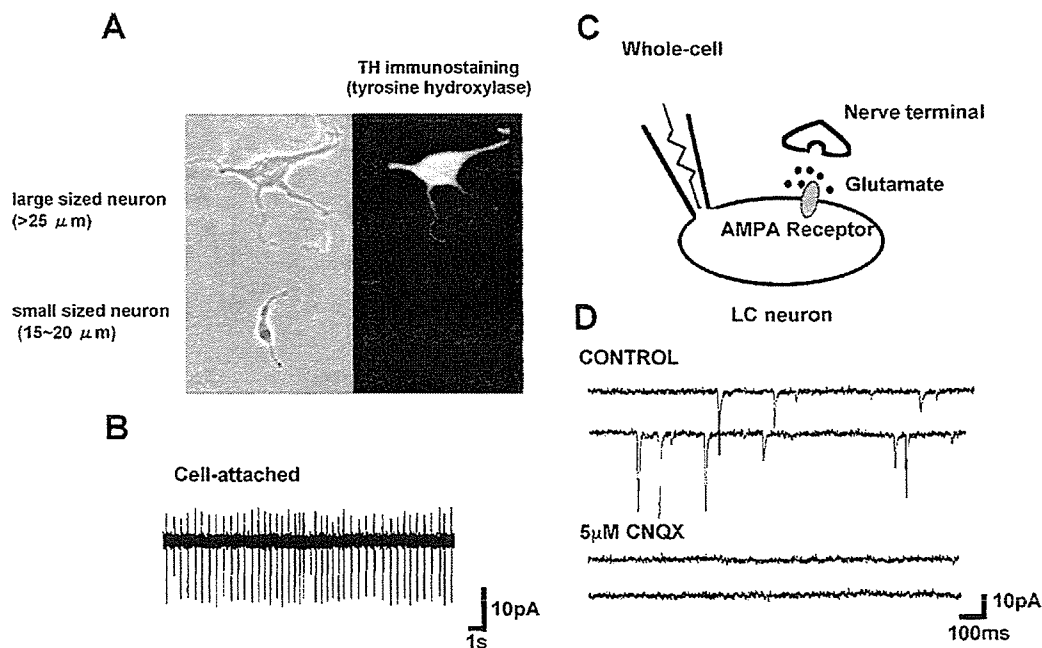 A
TH immunostaining
(tyrosine hydroxylase)
large sized neuron
(>25 μm)
small sized neuron
(15~20 μm)
B
Cell-attached
10pA
1s
C
Whole-cell
Nerve terminal
Glutamate
AMPA Receptor
LC neuron
D
CONTROL
5μM CNQX
10pA
100ms